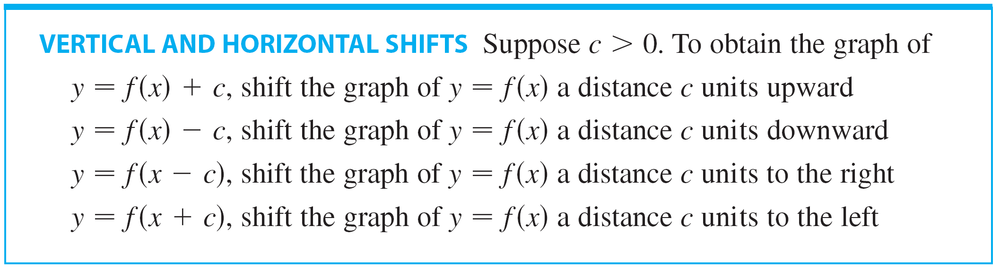 VERTICAL AND HORIZONTAL SHIFTS Suppose c > 0. To obtain the graph of
y = f(x) + c, shift the graph of y = f(x) a distance c units upward
y = f(x) − c, shift the graph of y = f(x) a distance c units downward
y = f(x − c), shift the graph of y = f(x) a distance c units to the right
y = f(x + c), shift the graph of y = f(x) a distance c units to the left